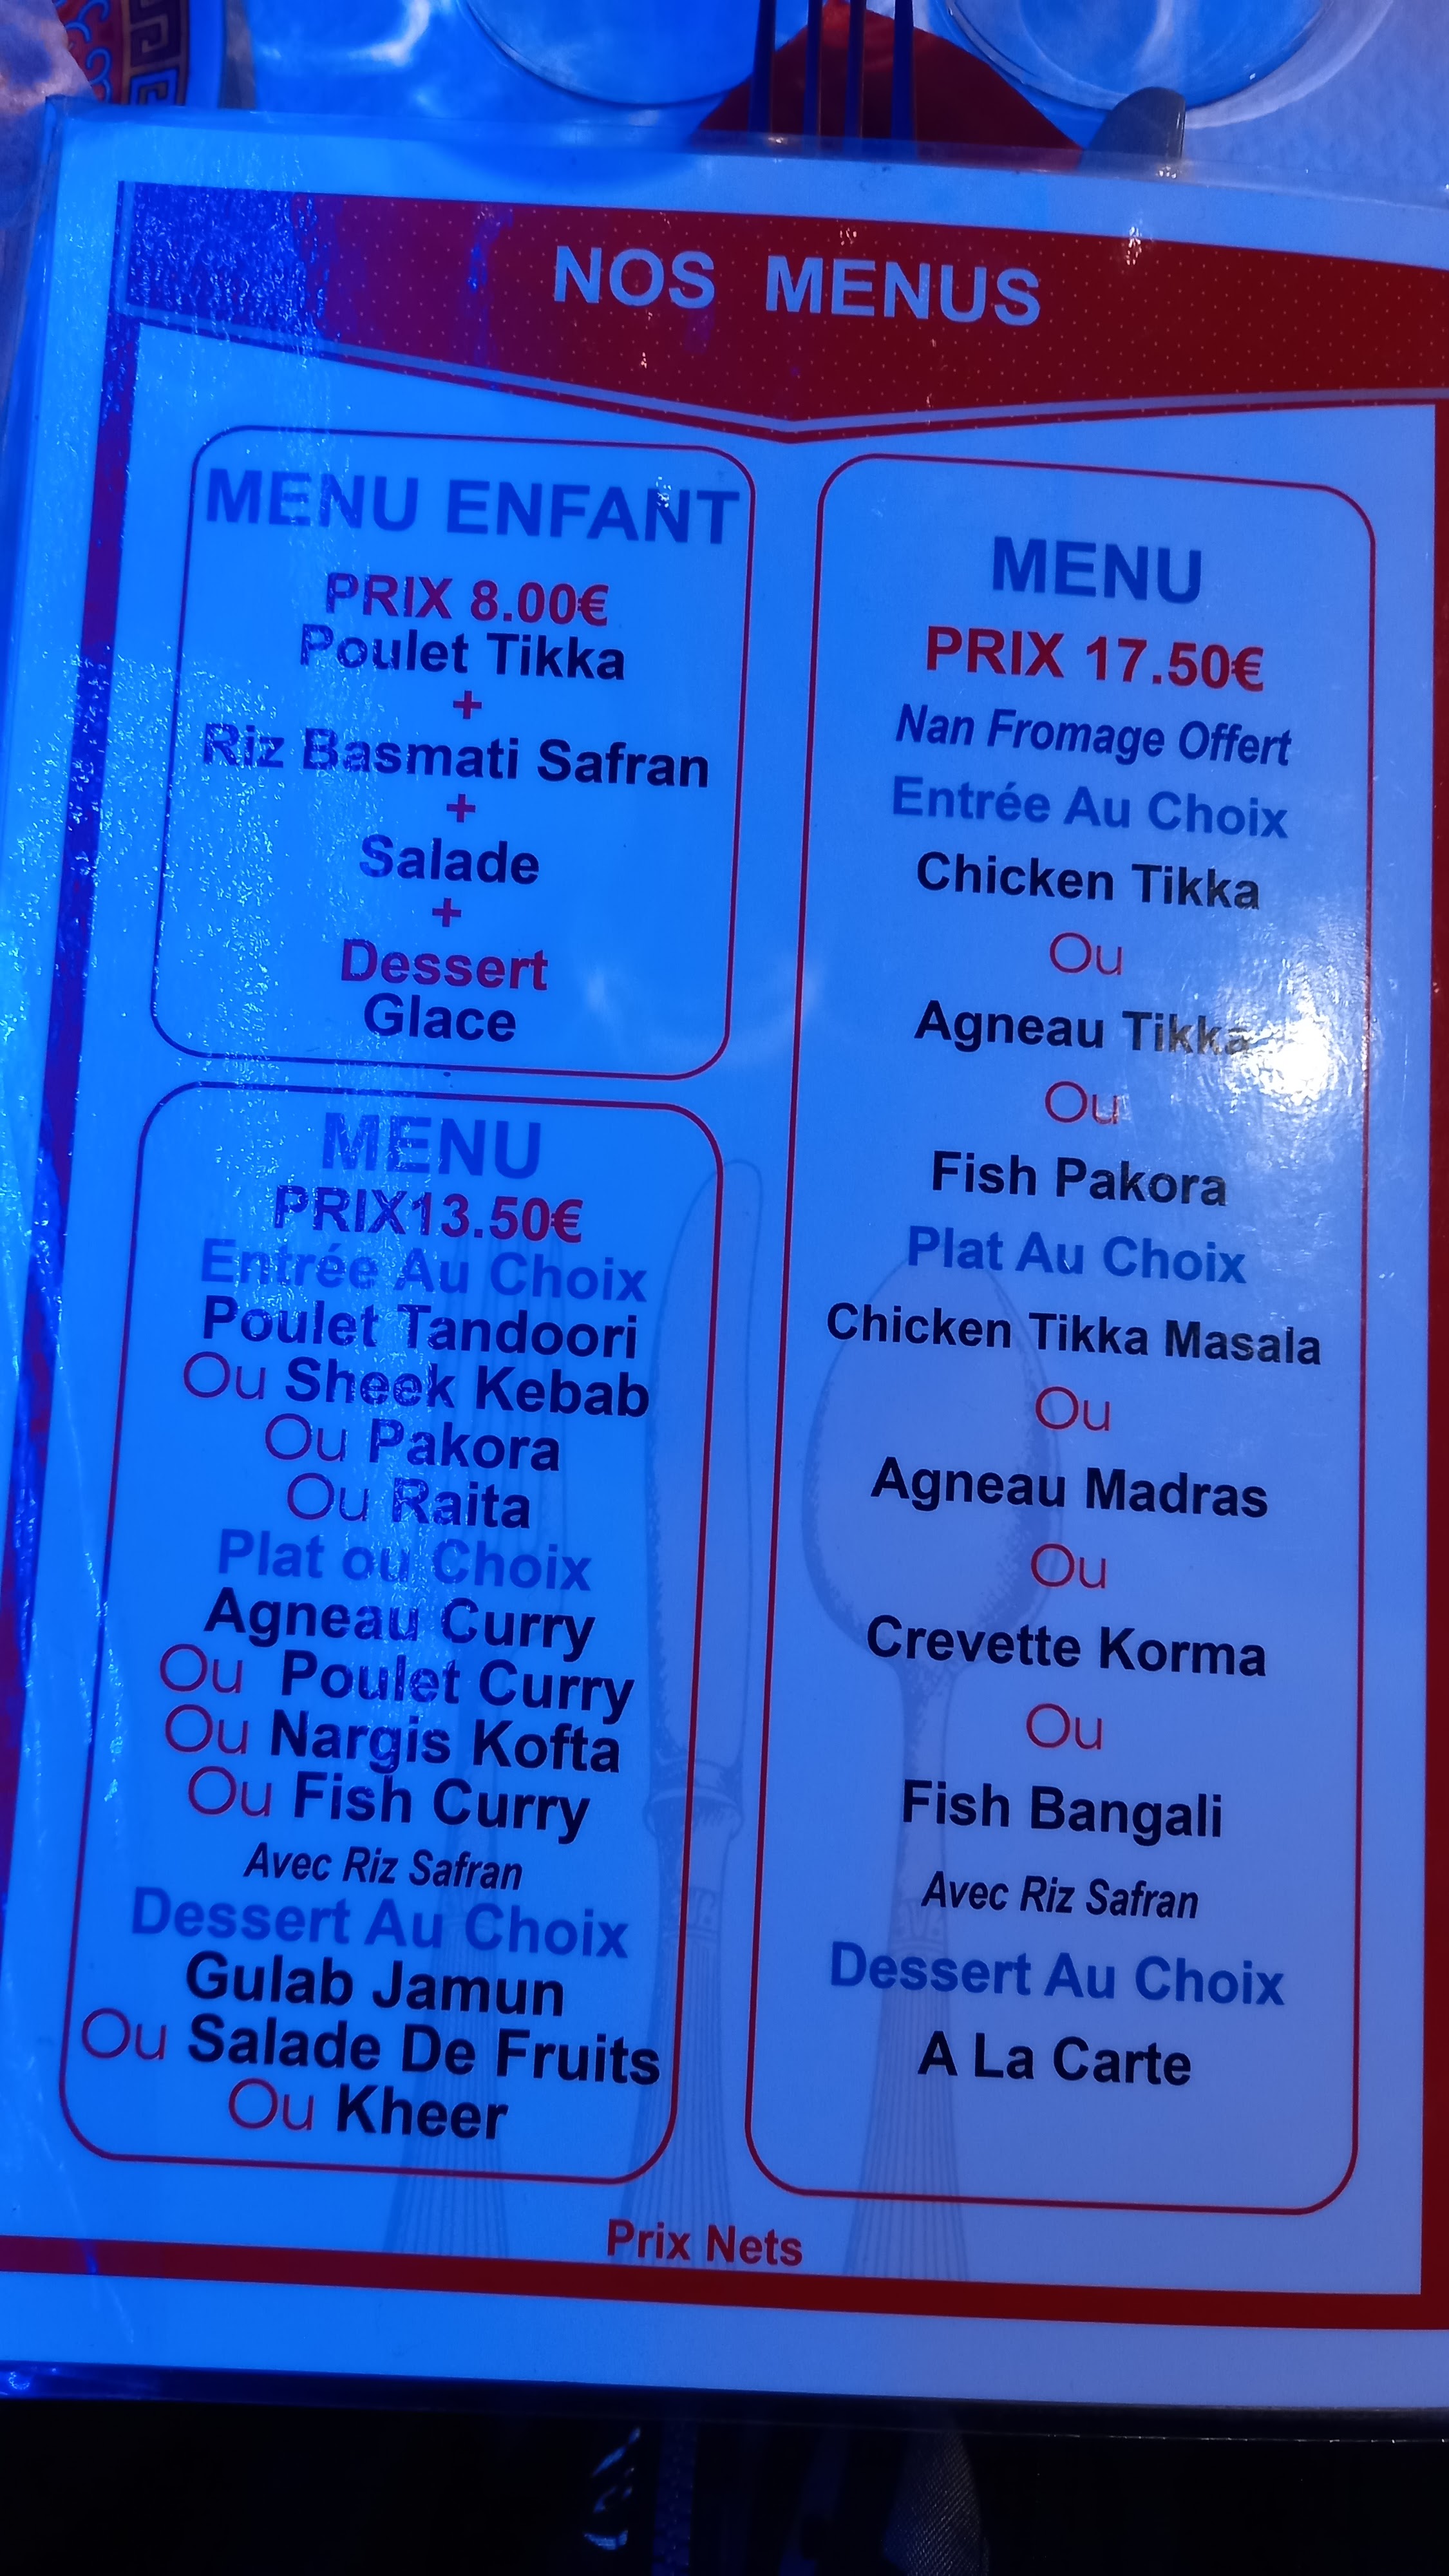 NOS MENUS
MENU ENFANT
PRIX 8.00€
Poulet Tikka
+
Riz Basmati Safran
+
Salade
+
Dessert
Glace
MENU
PRIX13.50€
Entrée Au Choix
Poulet Tandoori
Ou Sheek Kebab
Ou Pakora
Ou Raita
Plat ou Choix
Agneau Curry
Ou Poulet Curry
Ou Nargis Kofta
Ou Fish Curry
Avec Riz Safran
Dessert Au Choix
Gulab Jamun
Ou Salade De Fruits
Ou Kheer
MENU
PRIX 17.50€
Nan Fromage Offert
Entrée Au Choix
Chicken Tikka
Ou
Agneau Tikka
Ou
Fish Pakora
Plat Au Choix
Chicken Tikka Masala
Ou
Agneau Madras
Ou
Crevette Korma
Ou
Fish Bangali
Avec Riz Safran
Dessert Au Choix
A La Carte
Prix Nets